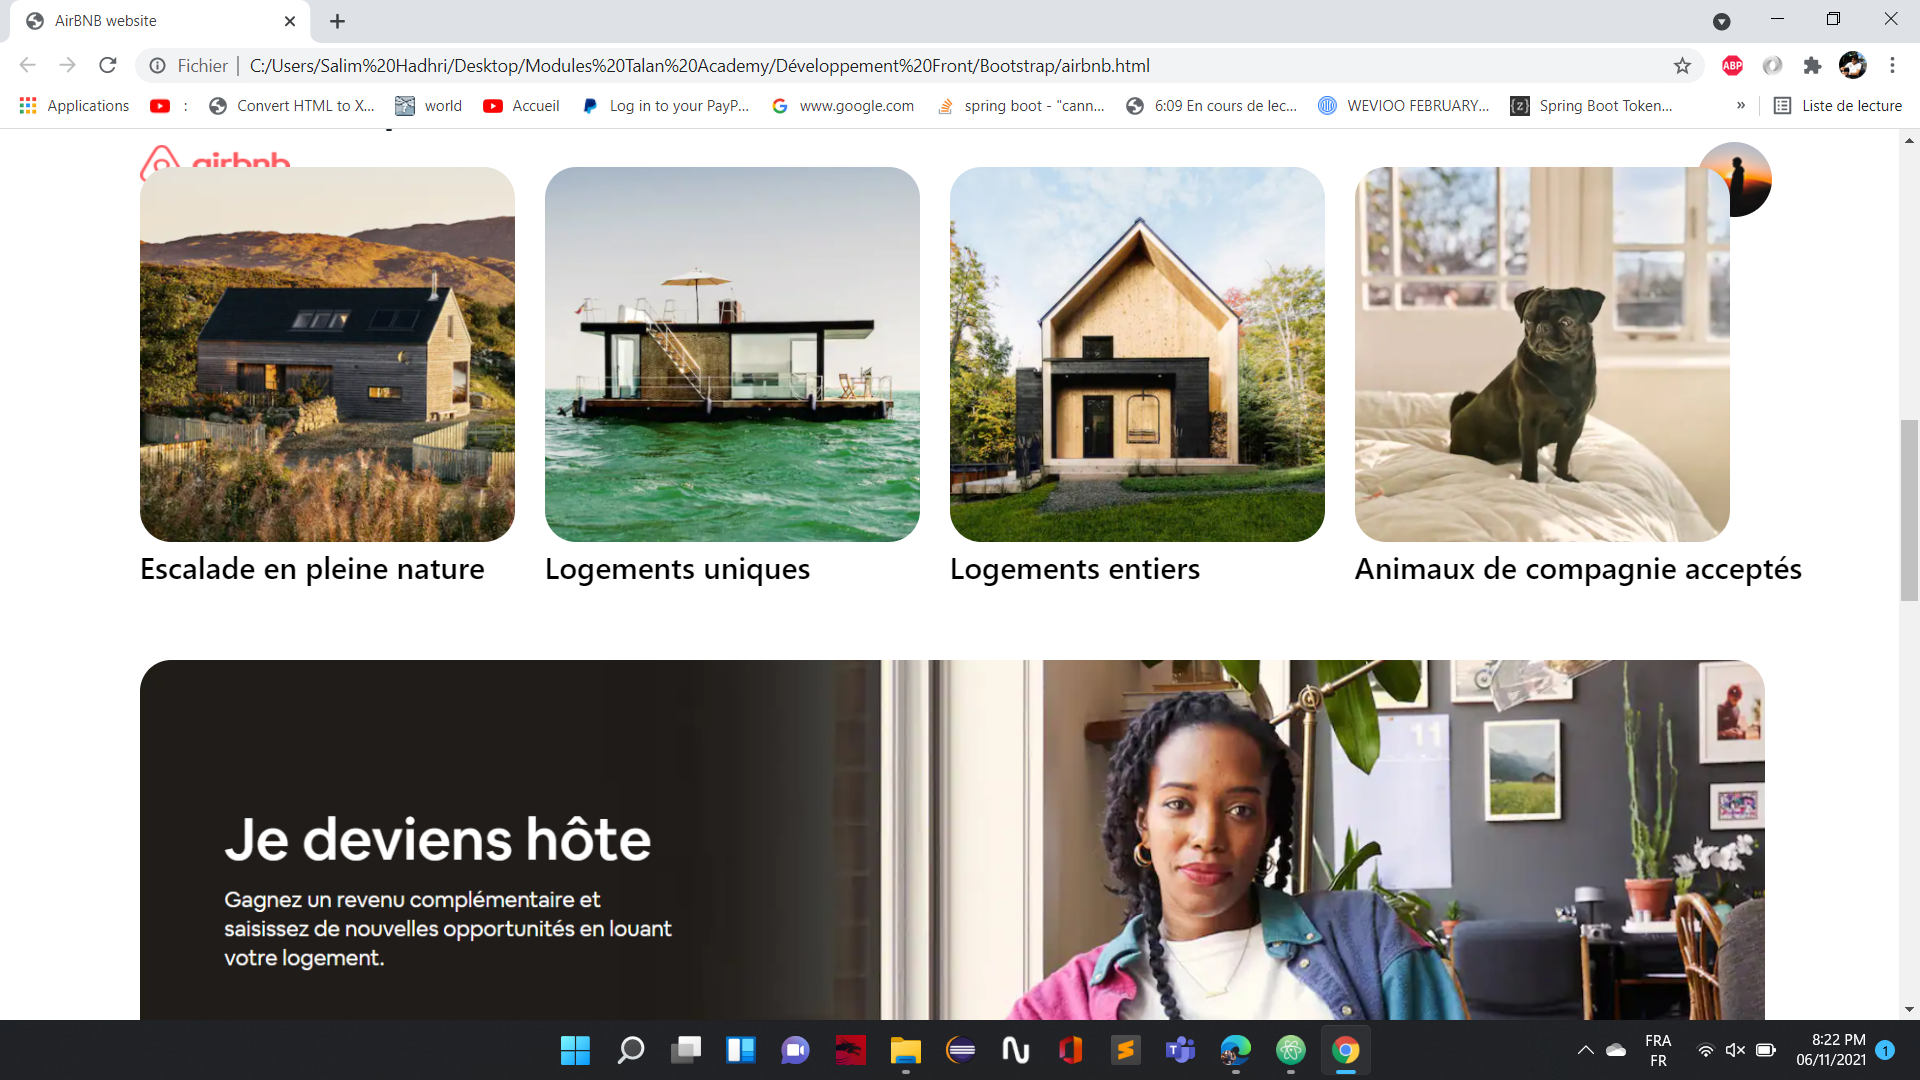 AirBNB website
Fichier | C:/Users/Salim%20Hadhri/Desktop/Modules%20Talan%20Academy/Développement%20Front/Bootstrap/airbnb.html
ABP
Applications
:
Convert HTML to X...
world
Accueil
Log in to your PayP...
www.google.com
spring boot - "cann...
6:09 En cours de lec...
WEVIOO FEBRUARY...
Spring Boot Token...
»
Liste de lecture
airbnb
Escalade en pleine nature
Logements uniques
Logements entiers
Animaux de compagnie acceptés
11
Je deviens hôte
Gagnez un revenu complémentaire et
saisissez de nouvelles opportunités en louant
votre logement.
FRA
FR
8:22 PM
06/11/2021
1